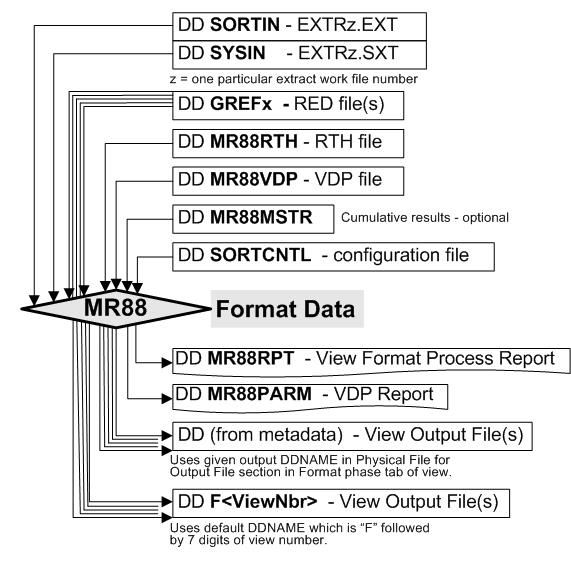 DD SORTIN - EXTRz.EXT
DD SYSIN - EXTRz.SXT
z = one particular extract work file number
DD GREFx - RED file(s)
DD MR88RTH - RTH file
DD MR88VDP - VDP file
DD MR88MSTR
Cumulative results - optional
DD SORTCNTL - configuration file
MR88
Format Data
DD MR88RPT - View Format Process Report
DD MR88PARM - VDP Report
DD (from metadata) - View Output File(s)
Uses given output DDNAME in Physical File for
Output File section in Format phase tab of view.
DD F<ViewNbr> - View Output File(s)
Uses default DDNAME which is “F” followed
by 7 digits of view number.